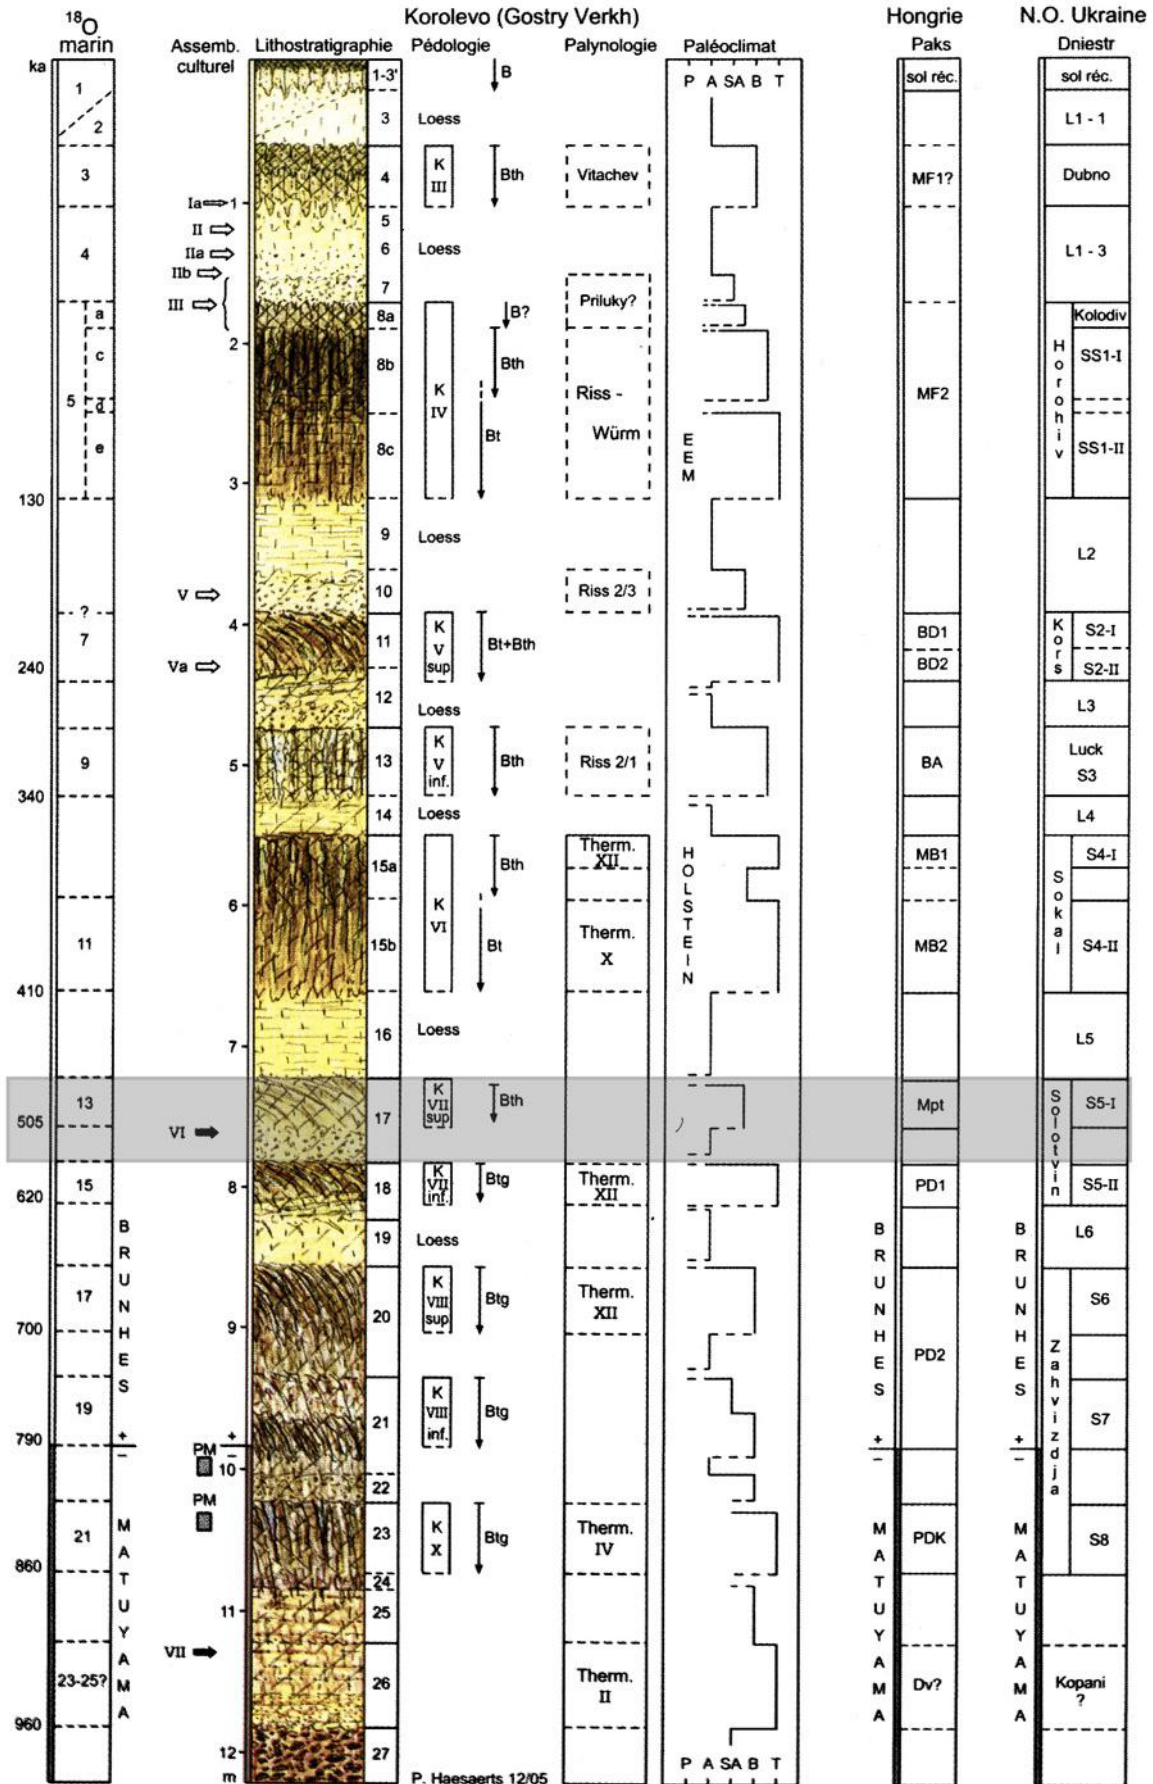 Korolevo (Gostry Verkh)
Hongrie
N.O. Ukraine
18O
marin
Assemb.
culturel
Lithostratigraphie
Pédologie
Palynologie
Paléoclimat
Paks
Dniestr
ka
P A SA B T
1-3'
B
sol réc.
sol réc.
1
2
3
Loess
L1 - 1
3
4
K
III
Bth
Vitachev
MF1?
Dubno
Ia
1
II
5
4
IIa
6
Loess
L1 - 3
IIb
7
Priluky?
III
a
8a
B?
Kolodiv
2
c
8b
Bth
SS1-I
5
d
K
IV
Riss -
Würm
MF2
Horohiv
e
8c
Bt
EEM
SS1-II
3
130
9
Loess
L2
V
10
Riss 2/3
?
4
7
11
K
V
sup
Bt+Bth
BD1
Kors
S2-I
240
Va
BD2
S2-II
12
Loess
L3
9
5
13
K
V
inf.
Bth
Riss 2/1
BA
Luck
S3
340
14
Loess
L4
15a
Bth
Therm.
XII
HOLSTEIN
MB1
Sokal
S4-I
6
K
VI
11
15b
Bt
Therm.
X
MB2
S4-II
410
16
Loess
7
L5
13
17
K
VII
sup
Bth
Mpt
Solotvin
S5-I
505
VI
15
8
18
K
VII
inf.
Btg
Therm.
XII
PD1
S5-II
620
19
Loess
L6
BRUNHES
BRUNHES
BRUNHES
17
20
K
VIII
sup
Btg
Therm.
XII
S6
700
9
PD2
Zahvizdja
19
21
K
VIII
inf.
Btg
S7
790
+
–
PM
+
–
+
–
+
–
10
22
PM
21
23
K
X
Btg
Therm.
IV
PDK
S8
860
24
MATUYAMA
MATUYAMA
MATUYAMA
11
25
VII
23-25?
26
Therm.
II
Dv?
Kopani
?
960
12
27
m
P. Haesaerts 12/05
P A SA B T